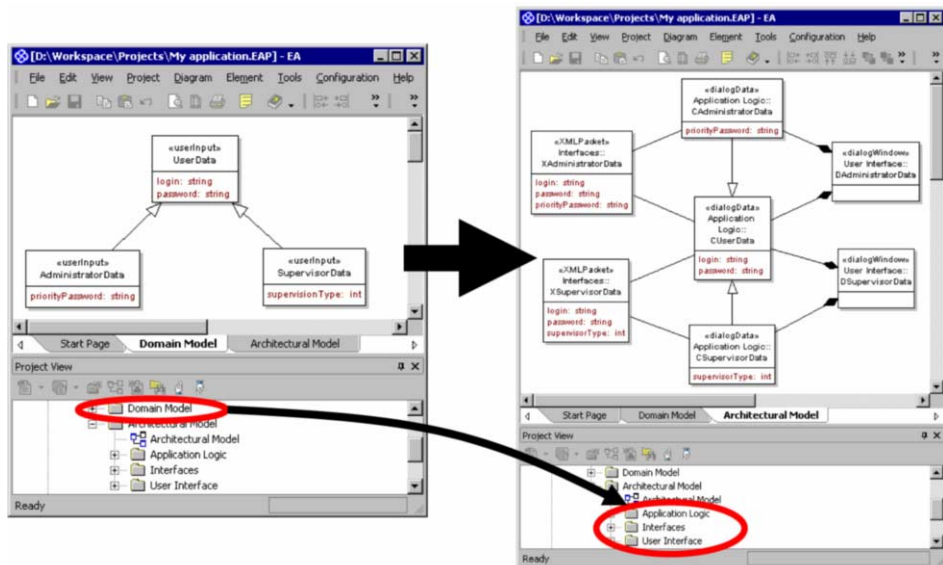 [D:\Workspace\Projects\My application.EAP] - EA
File Edit View Project Diagram Element Tools Configuration Help
«userInput»
UserData
login: string
password: string
«userInput»
AdministratorData
priorityPassword: string
«userInput»
SupervisorData
supervisionType: int
Start Page Domain Model Architectural Model
Project View
Domain Model
Architectural Model
Architectural Model
Application Logic
Interfaces
User Interface
Ready
[D:\Workspace\Projects\My application.EAP] - EA
File Edit View Project Diagram Element Tools Configuration Help
«dialogData»
Application Logic::
CAdministratorData
priorityPassword: string
«XMLPacket»
Interfaces::
XAdministratorData
login: string
password: string
priorityPassword: string
«dialogWindow»
User Interface::
DAdministratorData
«dialogData»
Application
Logic::
CUserData
login: string
password: string
«XMLPacket»
Interfaces::
XSupervisorData
login: string
password: string
supervisorType: int
«dialogWindow»
User Interface::
DSupervisorData
«dialogData»
Application Logic::
CSupervisorData
supervisorType: int
Start Page Domain Model Architectural Model
Project View
Domain Model
Architectural Model
Architectural Model
Application Logic
Interfaces
User Interface
Ready